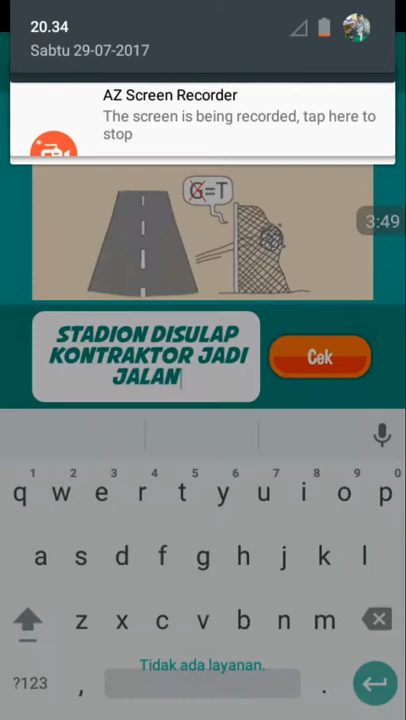 20.34
Sabtu 29-07-2017
AZ Screen Recorder
The screen is being recorded, tap here to
stop
G=T
3:49
STADION DISULAP
KONTRAKTOR JADI
JALAN
Cek
1 2 3 4 5 6 7 8 9 0
q w e r t y u i o p
a s d f g h j k l
z x c v b n m
Tidak ada layanan.
?123 , .